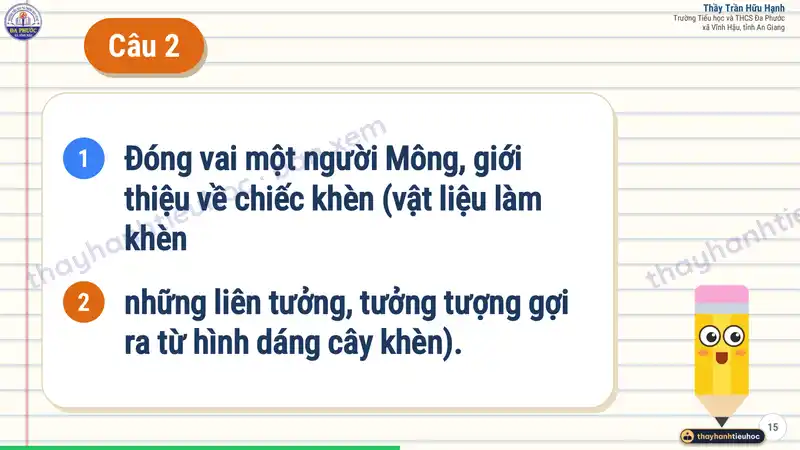 Thầy Trần Hữu Hạnh
Trường Tiểu học và THCS Đa Phước
xã Vĩnh Hậu, tỉnh An Giang
ĐA PHƯỚC
Câu 2
1 Đóng vai một người Mông, giới
thiệu về chiếc khèn (vật liệu làm
khèn
2 những liên tưởng, tưởng tượng gợi
ra từ hình dáng cây khèn).
thayhanhtieuhoc
15